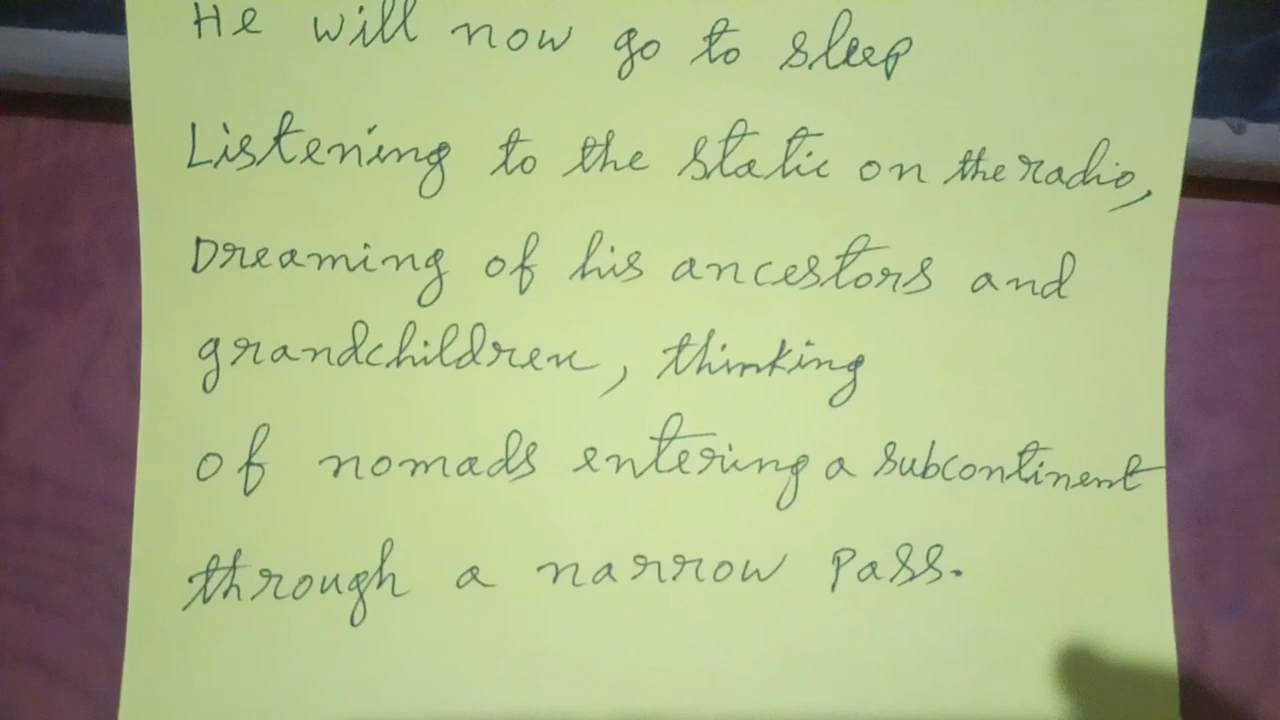 He will now go to sleep
Listening to the static on the radio,
Dreaming of his ancestors and
grandchildren, thinking
of nomads entering a subcontinent
through a narrow pass.